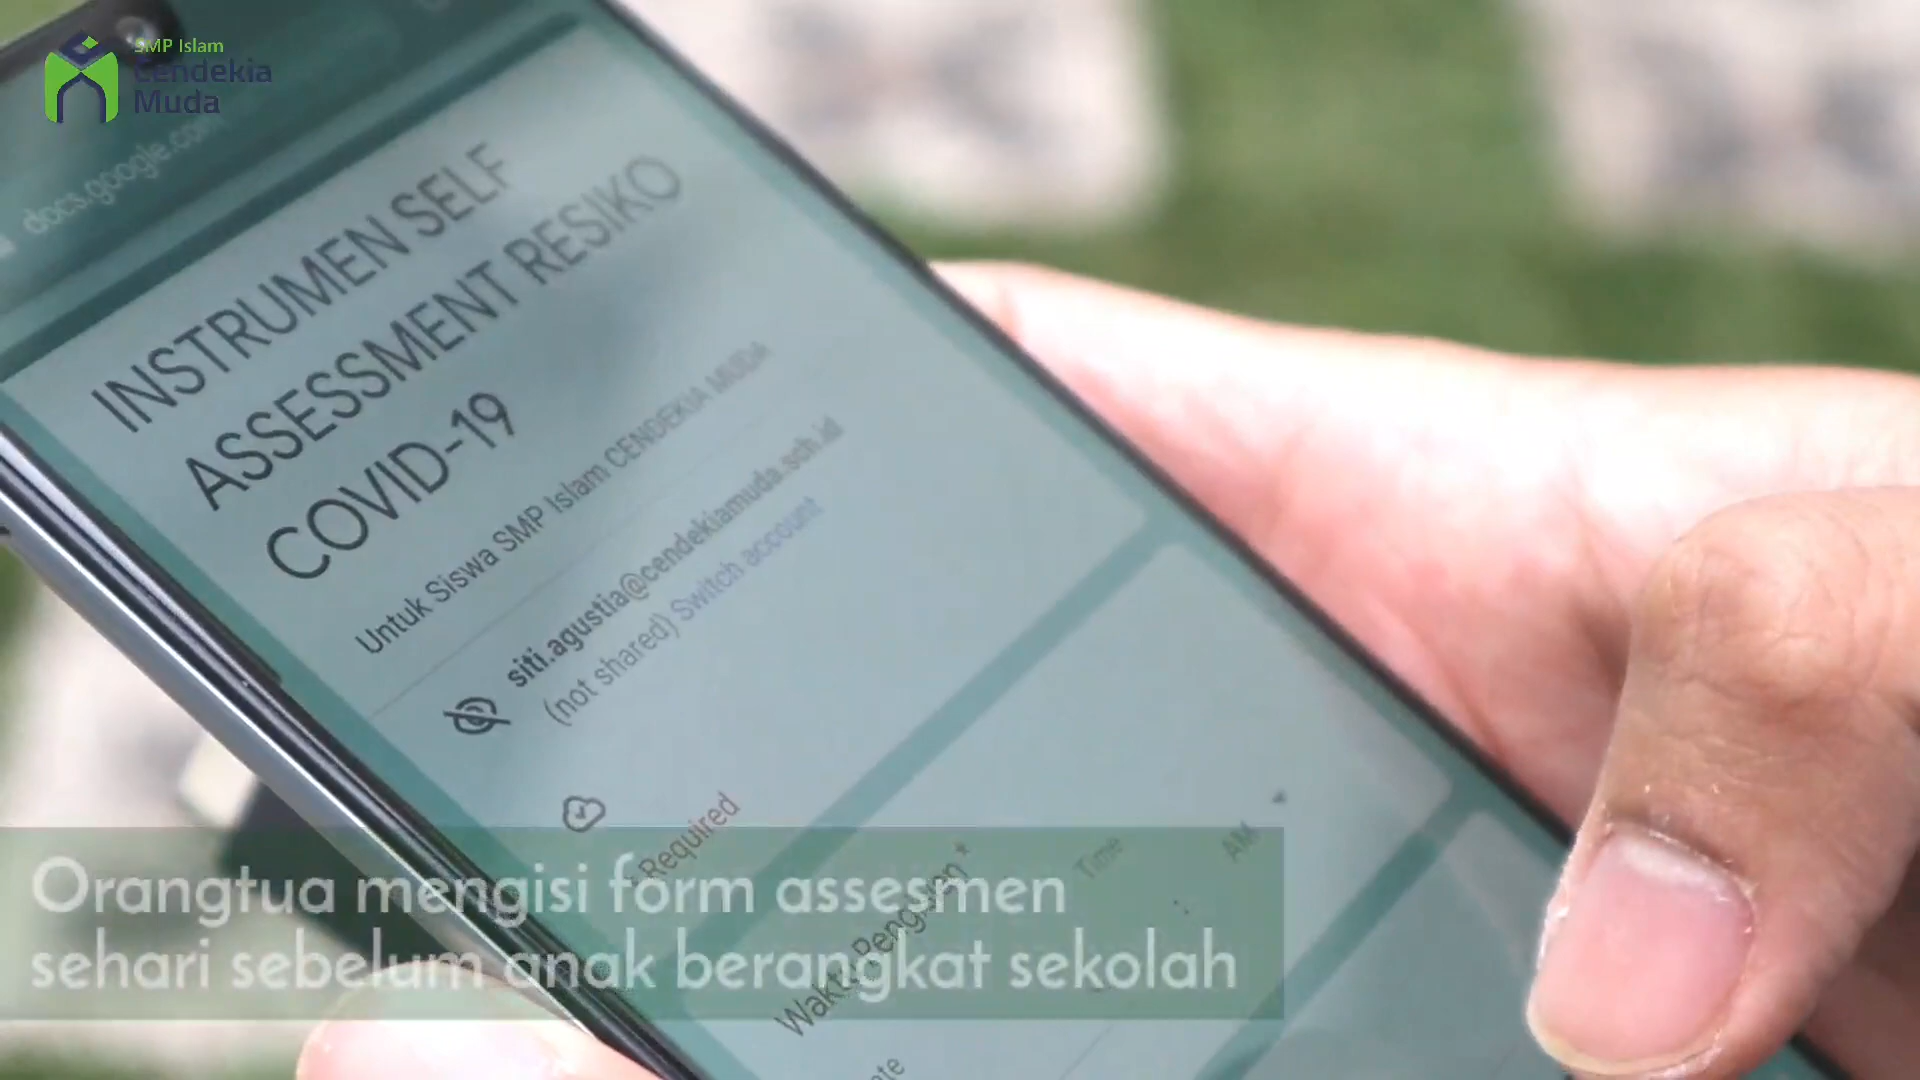 SMP Islam
Cendekia
Muda
docs.google.com
INSTRUMEN SELF
ASSESSMENT RESIKO
COVID-19
Untuk Siswa SMP Islam CENDEKIA MUDA
siti.agustia@cendekiamuda.sch.id
(not shared) Switch account
* Required
Time
AM
Orangtua mengisi form assesmen
sehari sebelum anak berangkat sekolah